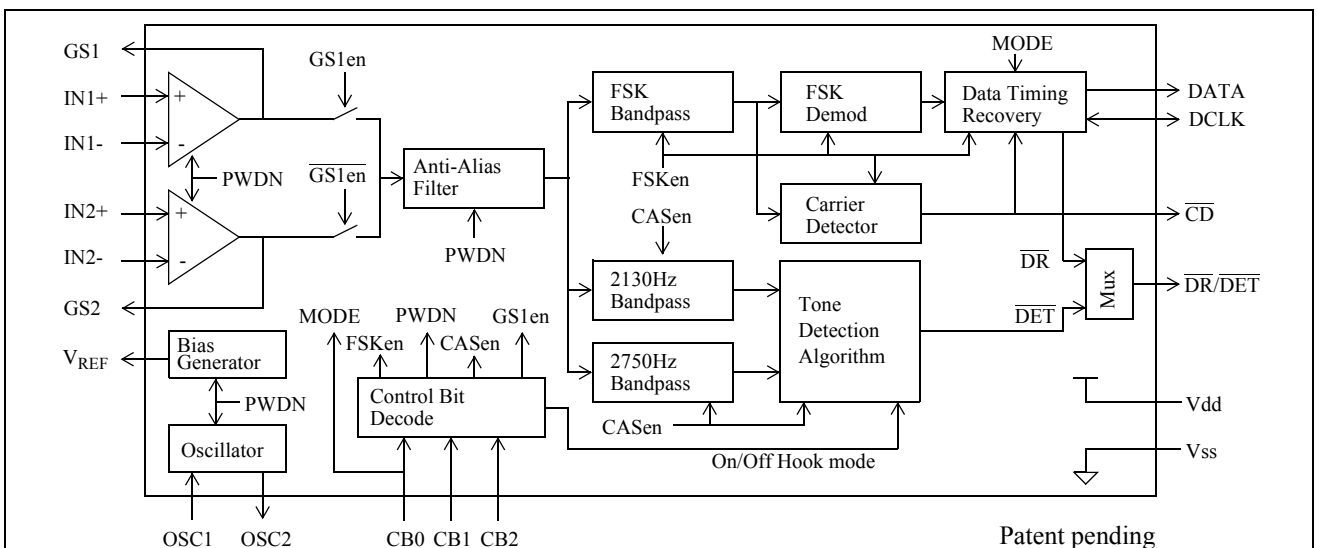 GS1
IN1+
IN1-
IN2+
IN2-
GS2
VREF
+
-
PWDN
+
-
GS1en
GS1en
Anti-Alias
Filter
PWDN
Bias
Generator
PWDN
Oscillator
OSC1
OSC2
MODE
FSKen
PWDN
CASen
GS1en
Control Bit
Decode
CB0
CB1
CB2
FSK
Bandpass
FSK
Demod
MODE
Data Timing
Recovery
FSKen
Carrier
Detector
CASen
2130Hz
Bandpass
2750Hz
Bandpass
CASen
Tone
Detection
Algorithm
On/Off Hook mode
DR
DET
Mux
DATA
DCLK
CD
DR/DET
Vdd
Vss
Patent pending